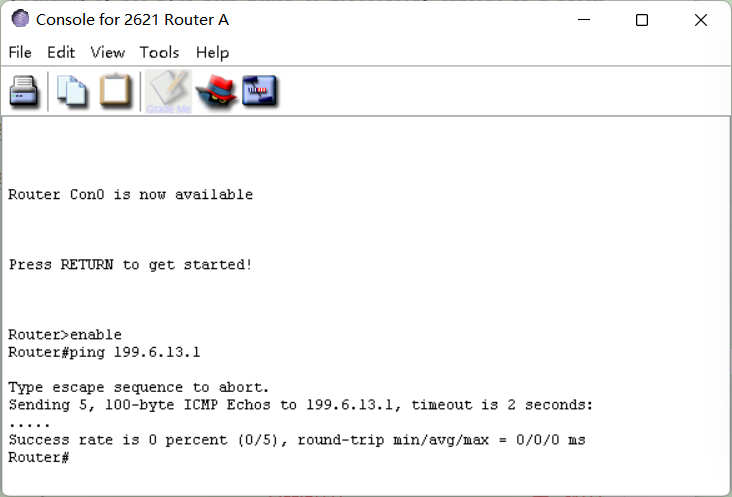 Console for 2621 Router A
File Edit View Tools Help
Grade Me
Router Con0 is now available
Press RETURN to get started!
Router>enable
Router#ping 199.6.13.1
Type escape sequence to abort.
Sending 5, 100-byte ICMP Echos to 199.6.13.1, timeout is 2 seconds:
.....
Success rate is 0 percent (0/5), round-trip min/avg/max = 0/0/0 ms
Router#